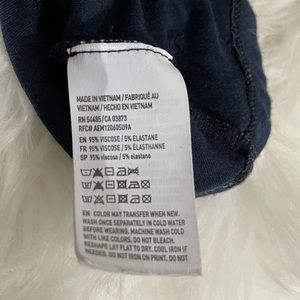 MADE IN VIETNAM / FABRIQUÉ AU
VIETNAM / HECHO EN VIETNAM
RN 54485 / CA 03873
RFC# AEM1206050U9A
EN 95% VISCOSE / 5% ELASTANE
FR 95% VISCOSE / 5% ÉLASTHANNE
SP 95% viscosa / 5% elastano
EN COLOR MAY TRANSFER WHEN NEW.
WASH ONCE SEPARATELY IN COLD WATER
BEFORE WEARING. MACHINE WASH COLD
WITH LIKE COLORS. DO NOT BLEACH.
RESHAPE LAY FLAT TO DRY. COOL IRON IF
NEEDED. DO NOT IRON ON PRINT. DO NOT